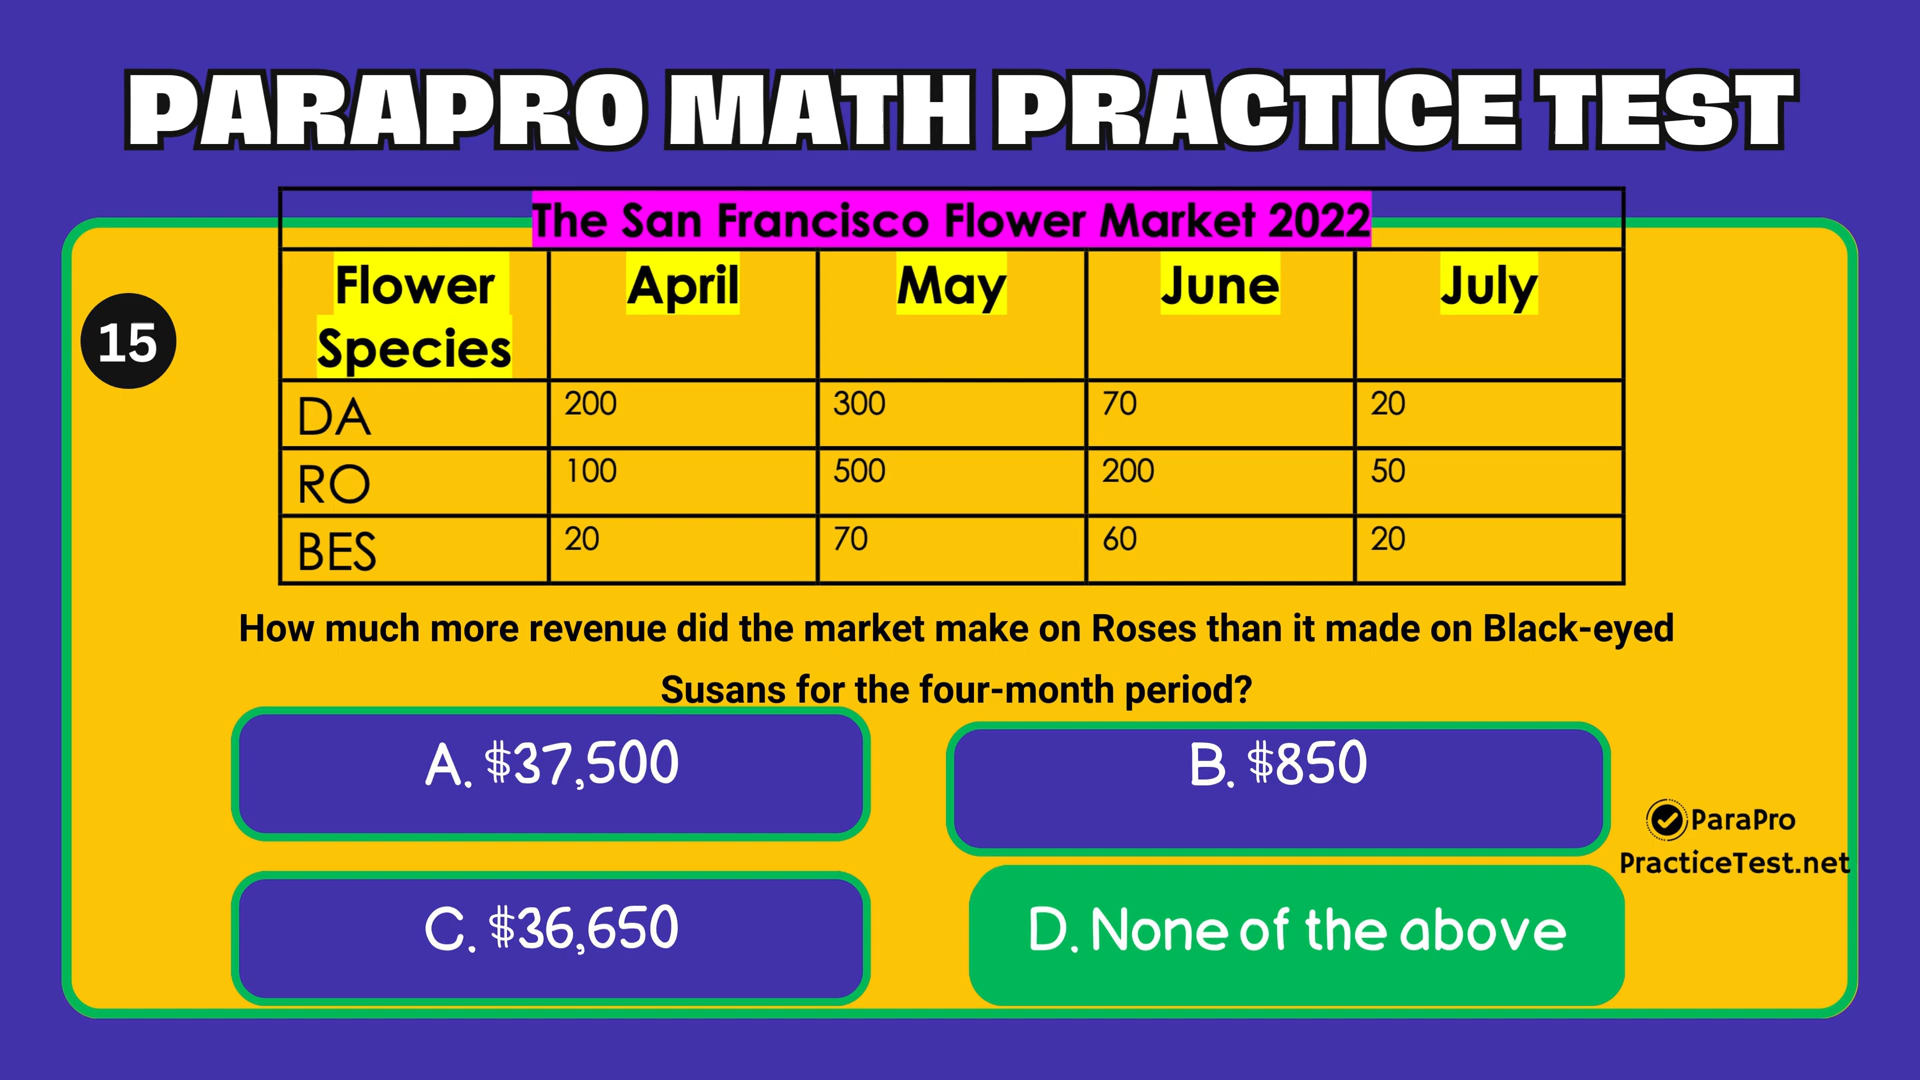 PARAPRO MATH PRACTICE TEST
The San Francisco Flower Market 2022
Flower Species April May June July
DA 200 300 70 20
RO 100 500 200 50
BES 20 70 60 20
15
How much more revenue did the market make on Roses than it made on Black-eyed
Susans for the four-month period?
A. $37,500
B. $850
C. $36,650
D. None of the above
ParaPro
PracticeTest.net